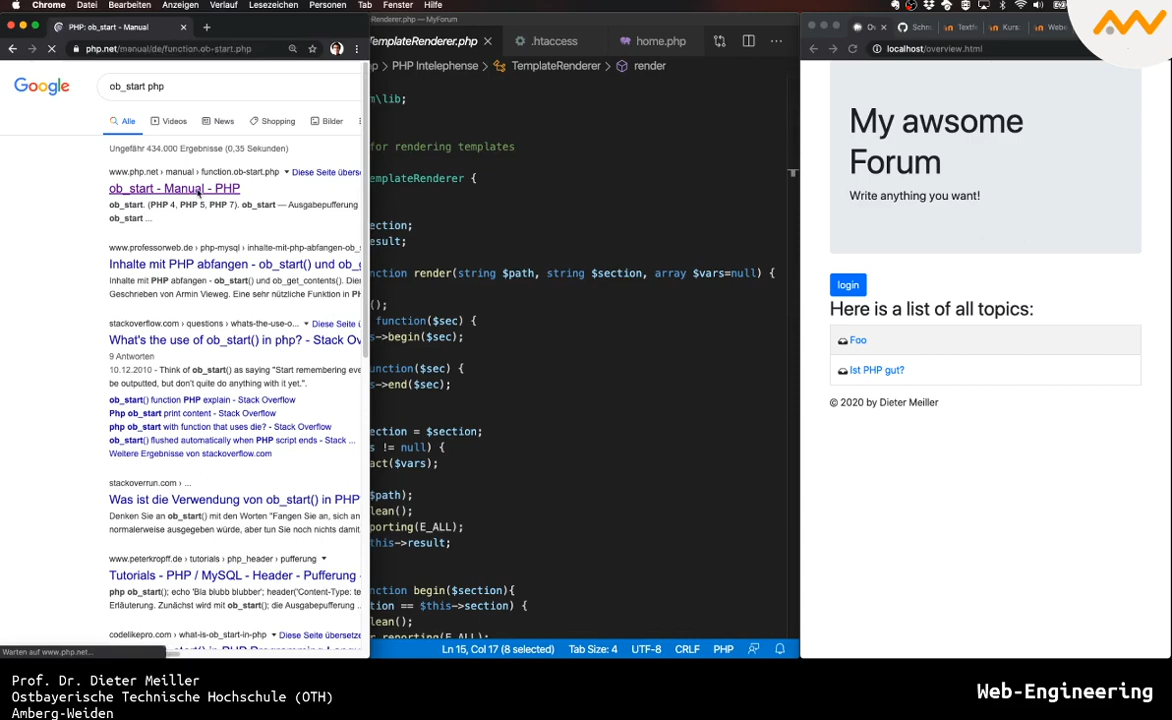 Chrome Datei Bearbeiten Anzeigen Verlauf Lesezeichen Personen Tab Fenster Hilfe
PHP: ob_start - Manual
php.net/manual/de/function.ob-start.php
Google
ob_start php
Alle Videos News Shopping Bilder
Ungefähr 434.000 Ergebnisse (0,35 Sekunden)
www.php.net › manual › function.ob-start.php Diese Seite übers
ob_start - Manual - PHP
ob_start. (PHP 4, PHP 5, PHP 7). ob_start — Ausgabepufferung
ob_start ...
www.professorweb.de › php-mysql › inhalte-mit-php-abfangen-ob_
Inhalte mit PHP abfangen - ob_start() und ob_
Inhalte mit PHP abfangen - ob_start() und ob_get_contents(). Die
Geschrieben von Armin Vieweg. Eine sehr nützliche Funktion in PH
stackoverflow.com › questions › whats-the-use-o... Diese Seite ü
What's the use of ob_start() in php? - Stack Ov
9 Antworten
10.12.2010 - Think of ob_start() as saying "Start remembering eve
be outputted, but don't quite do anything with it yet.".
ob_start() function PHP explain - Stack Overflow
Php ob_start print content - Stack Overflow
php ob_start with function that uses die? - Stack Overflow
ob_start() flushed automatically when PHP script ends - Stack ...
Weitere Ergebnisse von stackoverflow.com
stackoverrun.com › ...
Was ist die Verwendung von ob_start() in PHP
Denken Sie an ob_start() mit den Worten "Fangen Sie an, sich an
normalerweise ausgegeben würde, aber tun Sie noch nichts damit.
www.peterkropff.de › tutorials › php_header › pufferung
Tutorials - PHP / MySQL - Header - Pufferung -
php ob_start(); echo 'Bla blubb blubber'; header('Content-Type: te
Erläuterung. Zunächst wird mit ob_start(); die Ausgabepufferung ...
codelikepro.com › what-is-ob_start-in-php Diese Seite übersetze
Warten auf www.php.net...
Renderer.php — MyForum
TemplateRenderer.php .htaccess home.php
p › PHP Intelephense › TemplateRenderer › render
m\lib;
for rendering templates
emplateRenderer {
ection;
esult;
nction render(string $path, string $section, array $vars=null) {
();
function($sec) {
s->begin($sec);
unction($sec) {
s->end($sec);
ection = $section;
s != null) {
act($vars);
$path);
lean();
porting(E_ALL);
this->result;
nction begin($section){
tion == $this->section) {
lean();
Ln 15, Col 17 (8 selected) Tab Size: 4 UTF-8 CRLF PHP
Ov Schn Textfe Kurs: Web
localhost/overview.html
My awsome
Forum
Write anything you want!
login
Here is a list of all topics:
Foo
Ist PHP gut?
© 2020 by Dieter Meiller
Prof. Dr. Dieter Meiller
Ostbayerische Technische Hochschule (OTH)
Amberg-Weiden
Web-Engineering